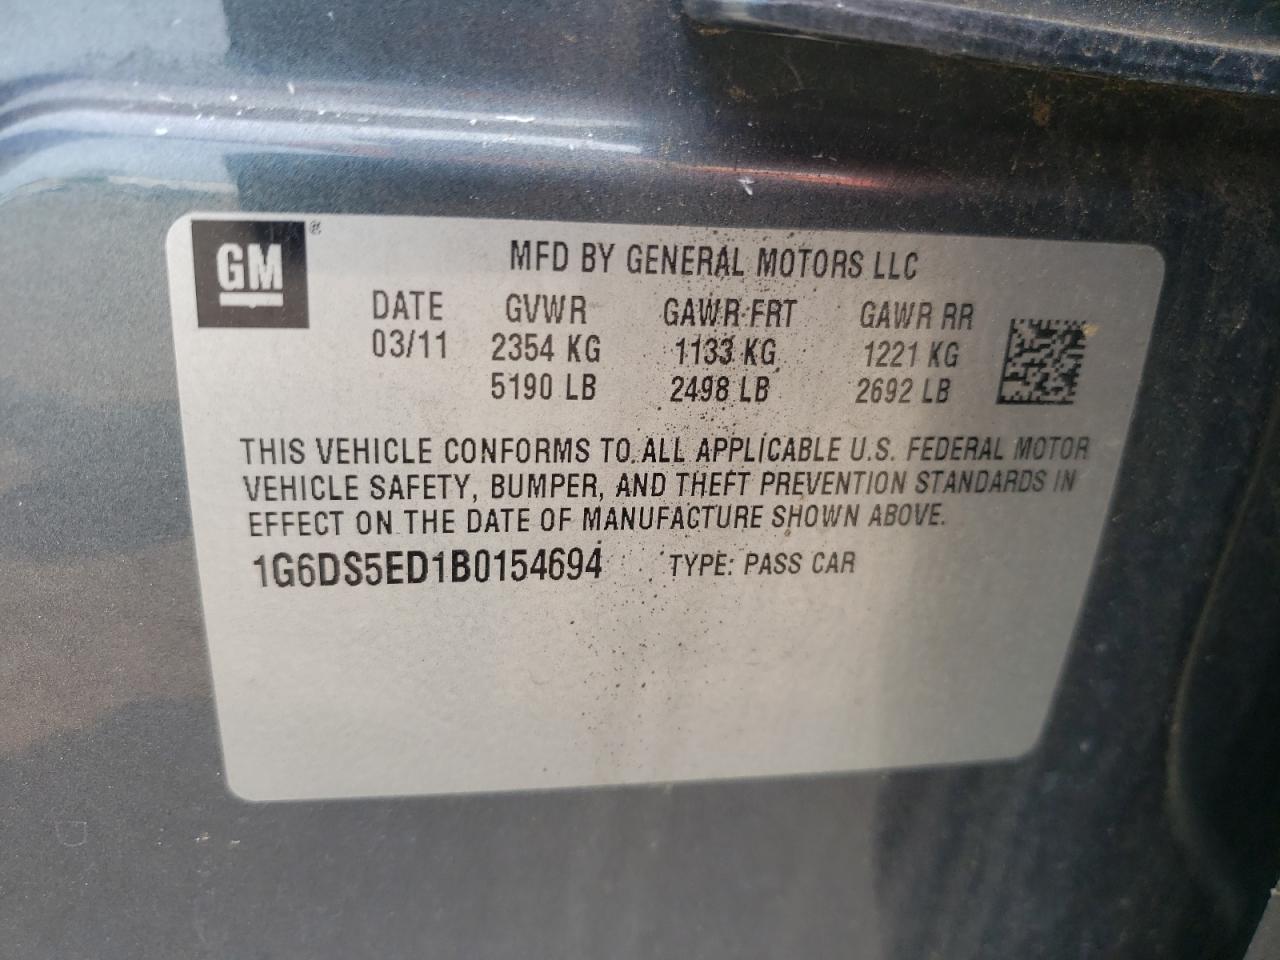 GM ®
MFD BY GENERAL MOTORS LLC
DATE GVWR GAWR FRT GAWR RR
03/11 2354 KG 1133 KG 1221 KG
5190 LB 2498 LB 2692 LB
THIS VEHICLE CONFORMS TO ALL APPLICABLE U.S. FEDERAL MOTOR
VEHICLE SAFETY, BUMPER, AND THEFT PREVENTION STANDARDS IN
EFFECT ON THE DATE OF MANUFACTURE SHOWN ABOVE.
1G6DS5ED1B0154694 TYPE: PASS CAR